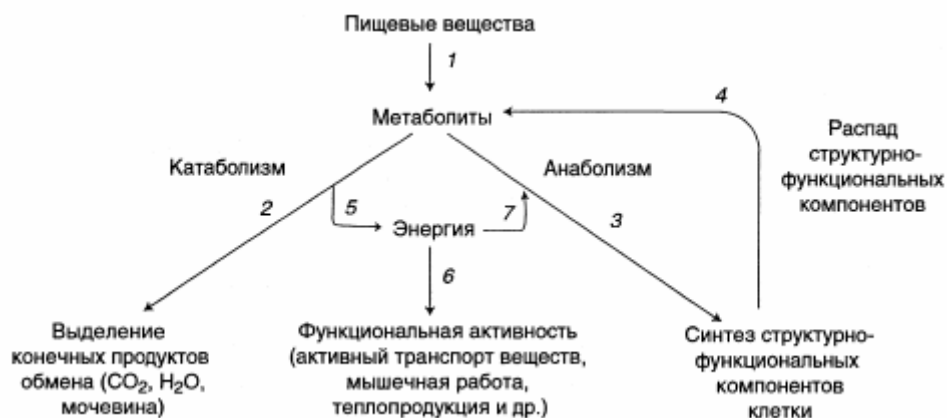 Пищевые вещества
1
4
Метаболиты
Распад
структурно-
функциональных
компонентов
Катаболизм
Анаболизм
2
5
Энергия
7
3
6
Выделение
конечных продуктов
обмена (CO₂, H₂O,
мочевина)
Функциональная активность
(активный транспорт веществ,
мышечная работа,
теплопродукция и др.)
Синтез структурно-
функциональных
компонентов
клетки